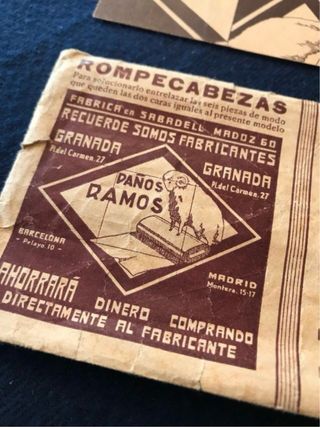 ROMPECABEZAS
Para solucionarlo entrelazar las seis piezas de modo
que queden las dos caras iguales al presente modelo
FABRICA en SABADELL MADOZ 60
RECUERDE SOMOS FABRICANTES
GRANADA
Pl. del Carmen. 27
GRANADA
Pl. del Carmen. 27
PAÑOS
RAMOS
BARCELONA
- Pelayo 10 -
MADRID
Montera. 15-17
AHORRARÁ DINERO COMPRANDO
DIRECTAMENTE AL FABRICANTE